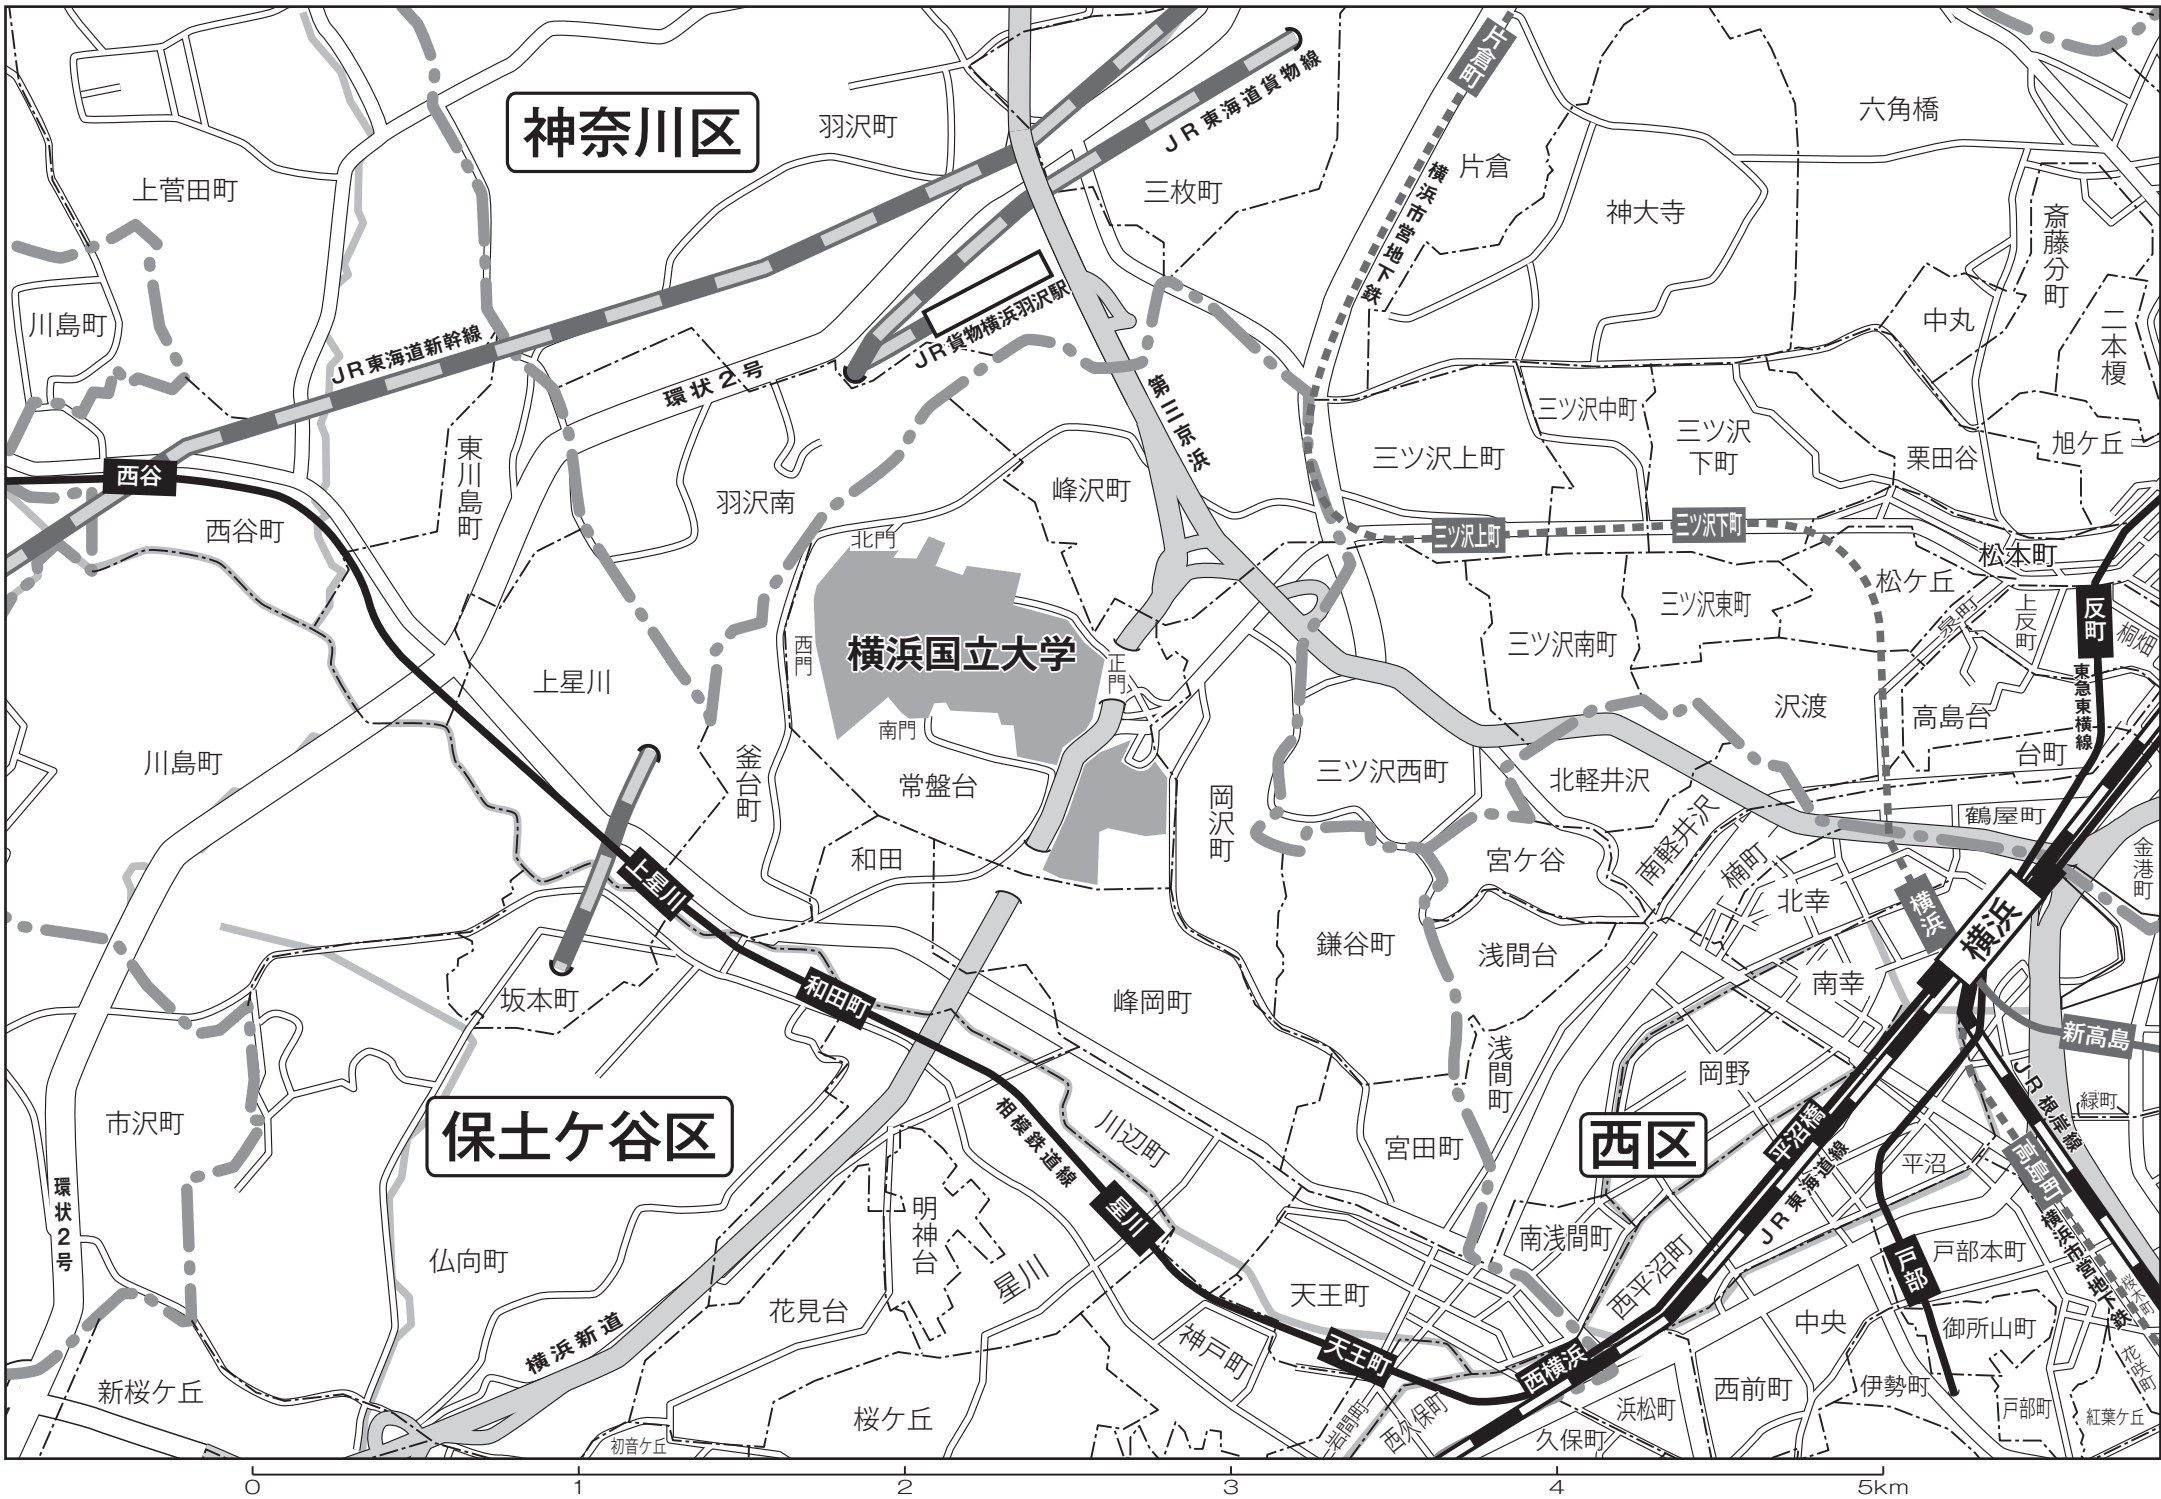 片倉町
六角橋
神奈川区
羽沢町
JR東海道貨物線
片倉
上菅田町
三枚町
横浜市営地下鉄
神大寺
斎藤分町
川島町
JR東海道新幹線
JR貨物横浜羽沢駅
中丸
二本榎
環状2号
第三京浜
三ツ沢中町
三ツ沢
下町
東川島町
三ツ沢上町
栗田谷
旭ケ丘
西谷
羽沢南
峰沢町
西谷町
北門
三ツ沢上町
三ツ沢下町
松本町
松ケ丘
横浜国立大学
西門
正門
三ツ沢東町
三ツ沢南町
泉町
上反町
反町
桐畑
東急東横線
上星川
南門
沢渡
高島台
台町
川島町
釜台町
常盤台
岡沢町
三ツ沢西町
北軽井沢
南軽井沢
鶴屋町
金港町
上星川
和田
宮ケ谷
楠町
北幸
横浜
横浜
鎌谷町
浅間台
南幸
坂本町
和田町
峰岡町
新高島
浅間町
岡野
JR根岸線
緑町
市沢町
保土ケ谷区
相模鉄道線
川辺町
宮田町
西区
平沼橋
JR東海道線
平沼
高島町
環状2号
明神台
星川
星川
南浅間町
西平沼町
戸部
戸部本町
横浜市営地下鉄
桜木町
仏向町
横浜新道
花見台
神戸町
天王町
天王町
西横浜
中央
御所山町
花咲町
新桜ケ丘
初音ケ丘
桜ケ丘
岩間町
西久保町
久保町
浜松町
西前町
伊勢町
戸部町
紅葉ケ丘
0 1 2 3 4 5km